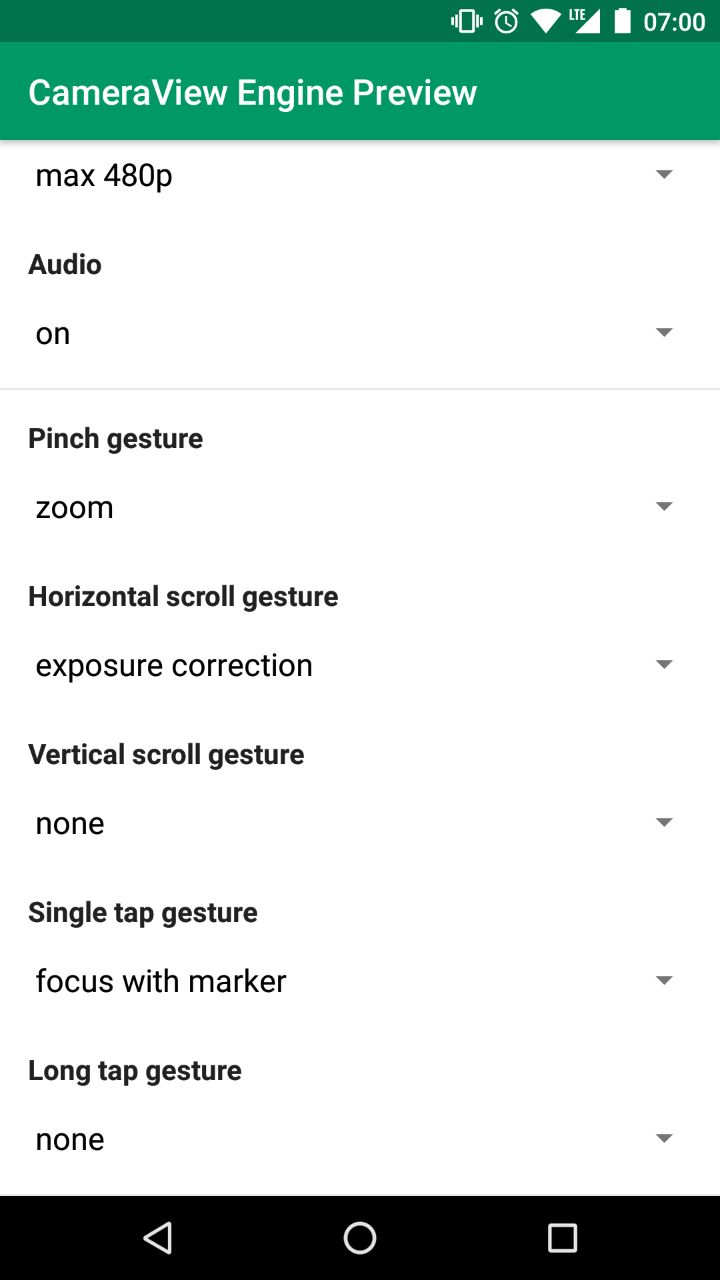 LTE 07:00
CameraView Engine Preview
max 480p
Audio
on
Pinch gesture
zoom
Horizontal scroll gesture
exposure correction
Vertical scroll gesture
none
Single tap gesture
focus with marker
Long tap gesture
none